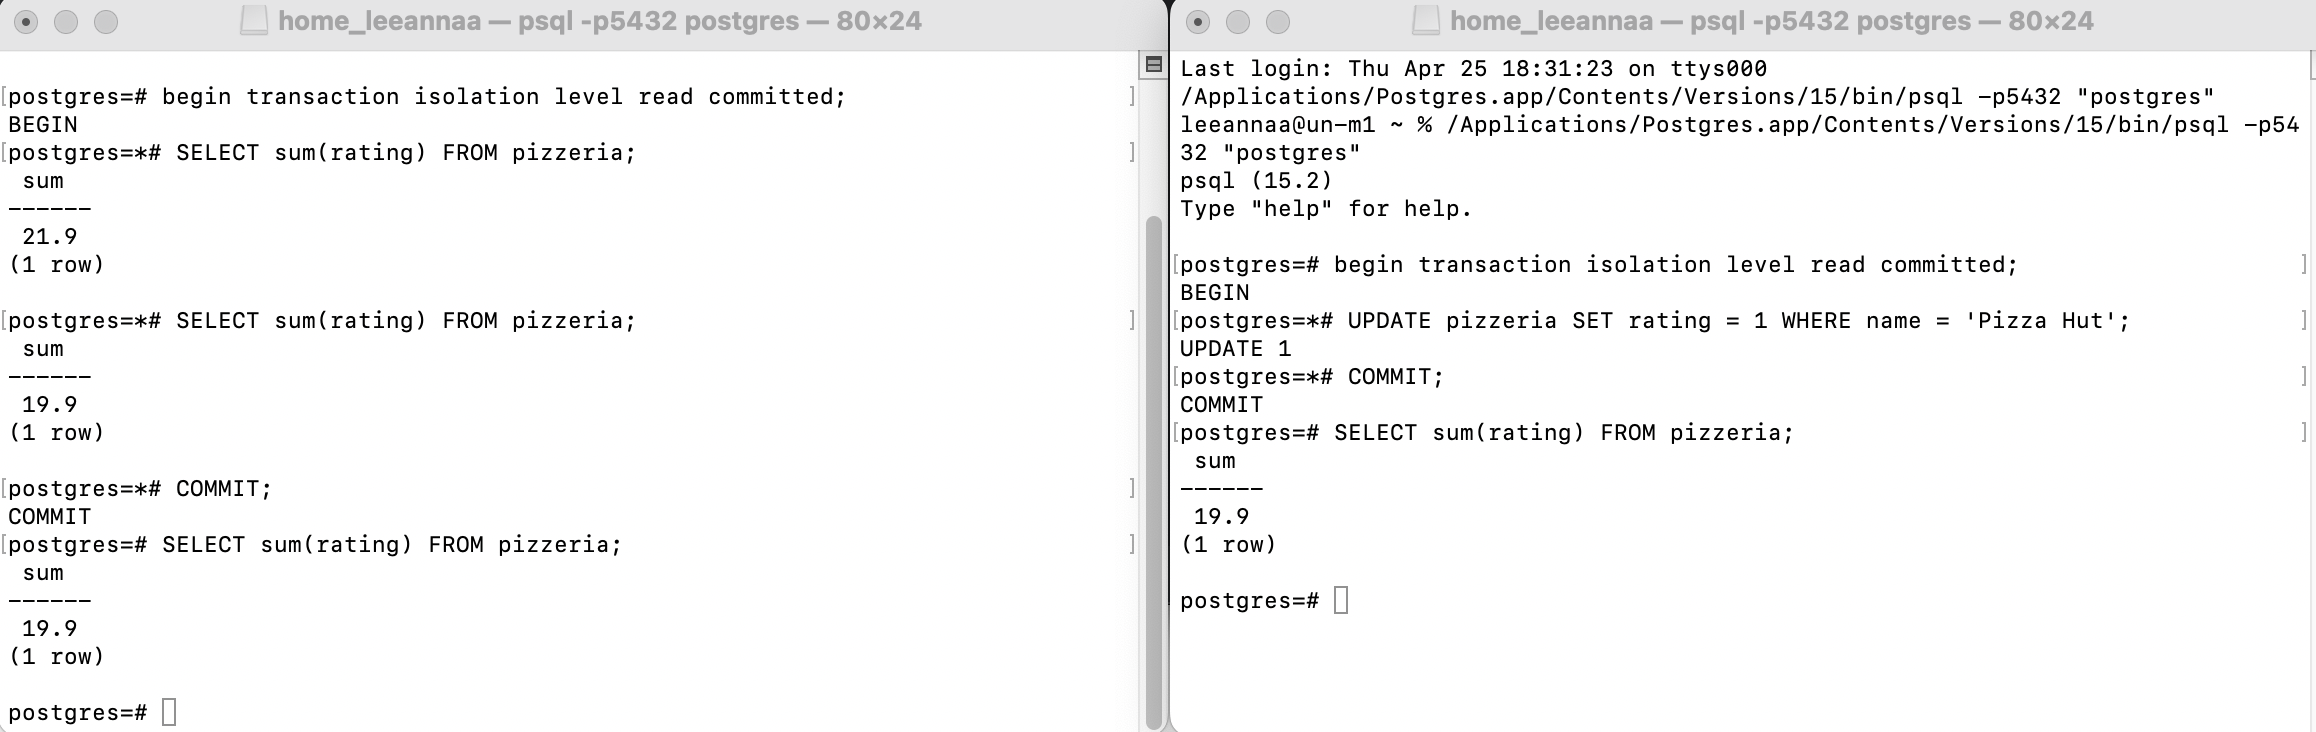 home_leeannaa — psql -p5432 postgres — 80×24
[postgres=# begin transaction isolation level read committed; ]
BEGIN
[postgres=*# SELECT sum(rating) FROM pizzeria; ]
sum
------
21.9
(1 row)
[postgres=*# SELECT sum(rating) FROM pizzeria; ]
sum
------
19.9
(1 row)
[postgres=*# COMMIT; ]
COMMIT
[postgres=# SELECT sum(rating) FROM pizzeria; ]
sum
------
19.9
(1 row)
postgres=#
home_leeannaa — psql -p5432 postgres — 80×24
Last login: Thu Apr 25 18:31:23 on ttys000
/Applications/Postgres.app/Contents/Versions/15/bin/psql -p5432 "postgres"
leeannaa@un-m1 ~ % /Applications/Postgres.app/Contents/Versions/15/bin/psql -p54
32 "postgres"
psql (15.2)
Type "help" for help.
[postgres=# begin transaction isolation level read committed; ]
BEGIN
[postgres=*# UPDATE pizzeria SET rating = 1 WHERE name = 'Pizza Hut'; ]
UPDATE 1
[postgres=*# COMMIT; ]
COMMIT
[postgres=# SELECT sum(rating) FROM pizzeria; ]
sum
------
19.9
(1 row)
postgres=#